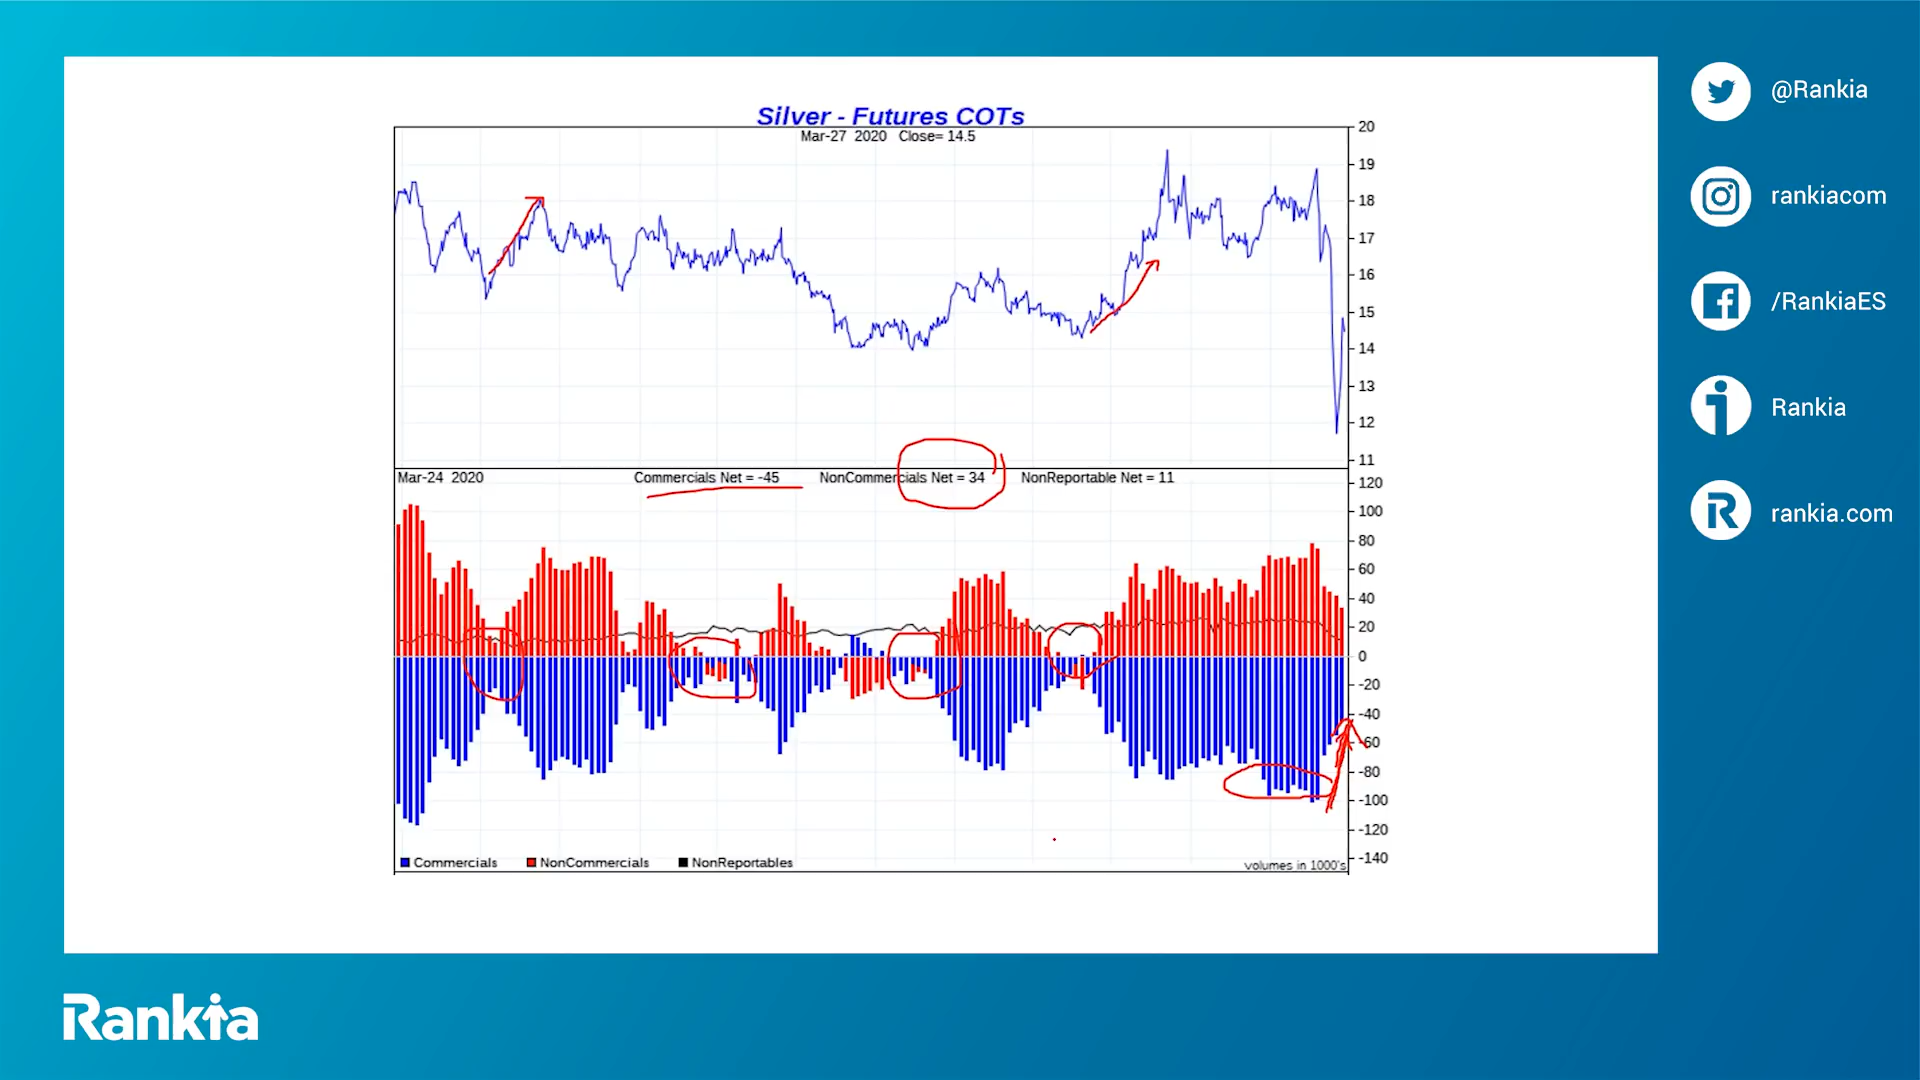 Silver - Futures COTs
Mar-27 2020 Close= 14.5
20
19
18
17
16
15
14
13
12
11
Mar-24 2020 Commercials Net = -45 NonCommercials Net = 34 NonReportable Net = 11
120
100
80
60
40
20
0
-20
-40
-60
-80
-100
-120
-140
Commercials NonCommercials NonReportables
volumes in 1000's
@Rankia
rankiacom
/RankiaES
Rankia
rankia.com
Rankia